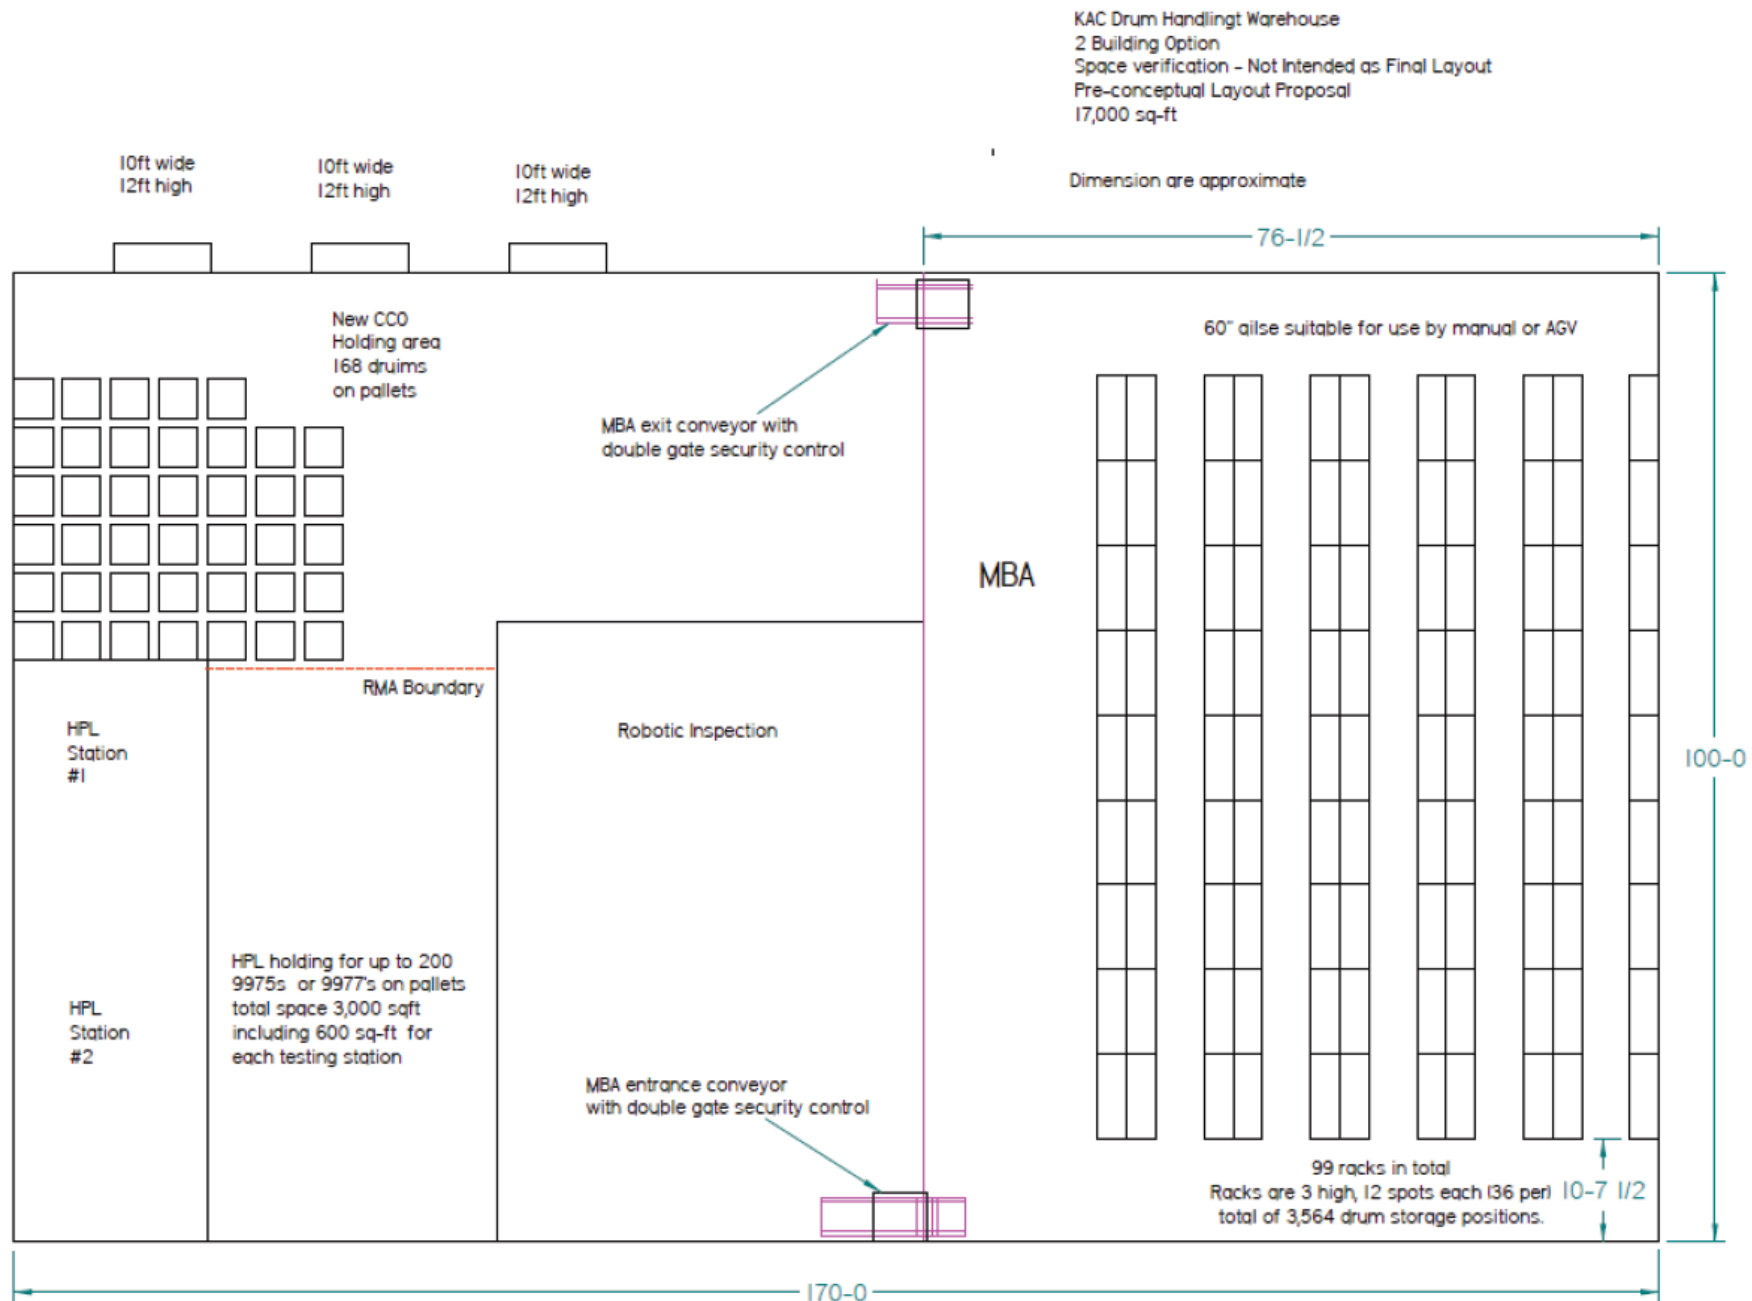 KAC Drum Handlingt Warehouse
2 Building Option
Space verification - Not Intended as Final Layout
Pre-conceptual Layout Proposal
17,000 sq-ft
Dimension are approximate
10ft wide
12ft high
10ft wide
12ft high
10ft wide
12ft high
76-1/2
New CCO
Holding area
168 druims
on pallets
60" ailse suitable for use by manual or AGV
MBA exit conveyor with
double gate security control
MBA
RMA Boundary
HPL
Station
#1
Robotic Inspection
100-0
HPL holding for up to 200
9975s or 9977's on pallets
total space 3,000 sqft
including 600 sq-ft for
each testing station
HPL
Station
#2
MBA entrance conveyor
with double gate security control
99 racks in total
Racks are 3 high, 12 spots each (36 per)
total of 3,564 drum storage positions.
10-7 1/2
170-0